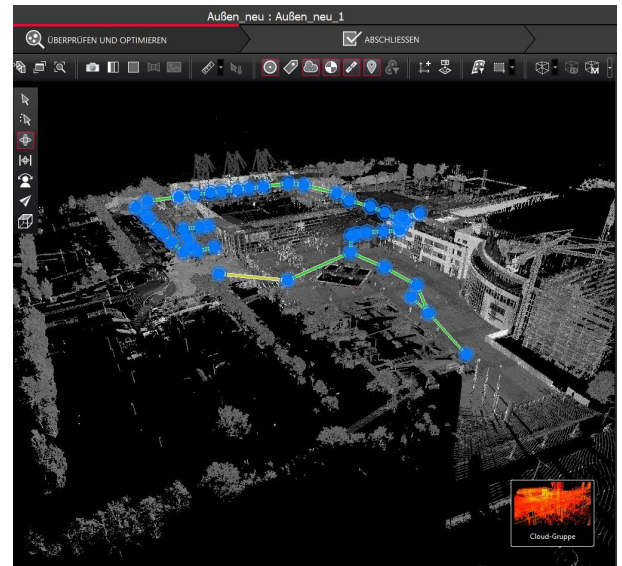 Außen_neu : Außen_neu_1
ÜBERPRÜFEN UND OPTIMIEREN
ABSCHLIESSEN
Cloud-Gruppe